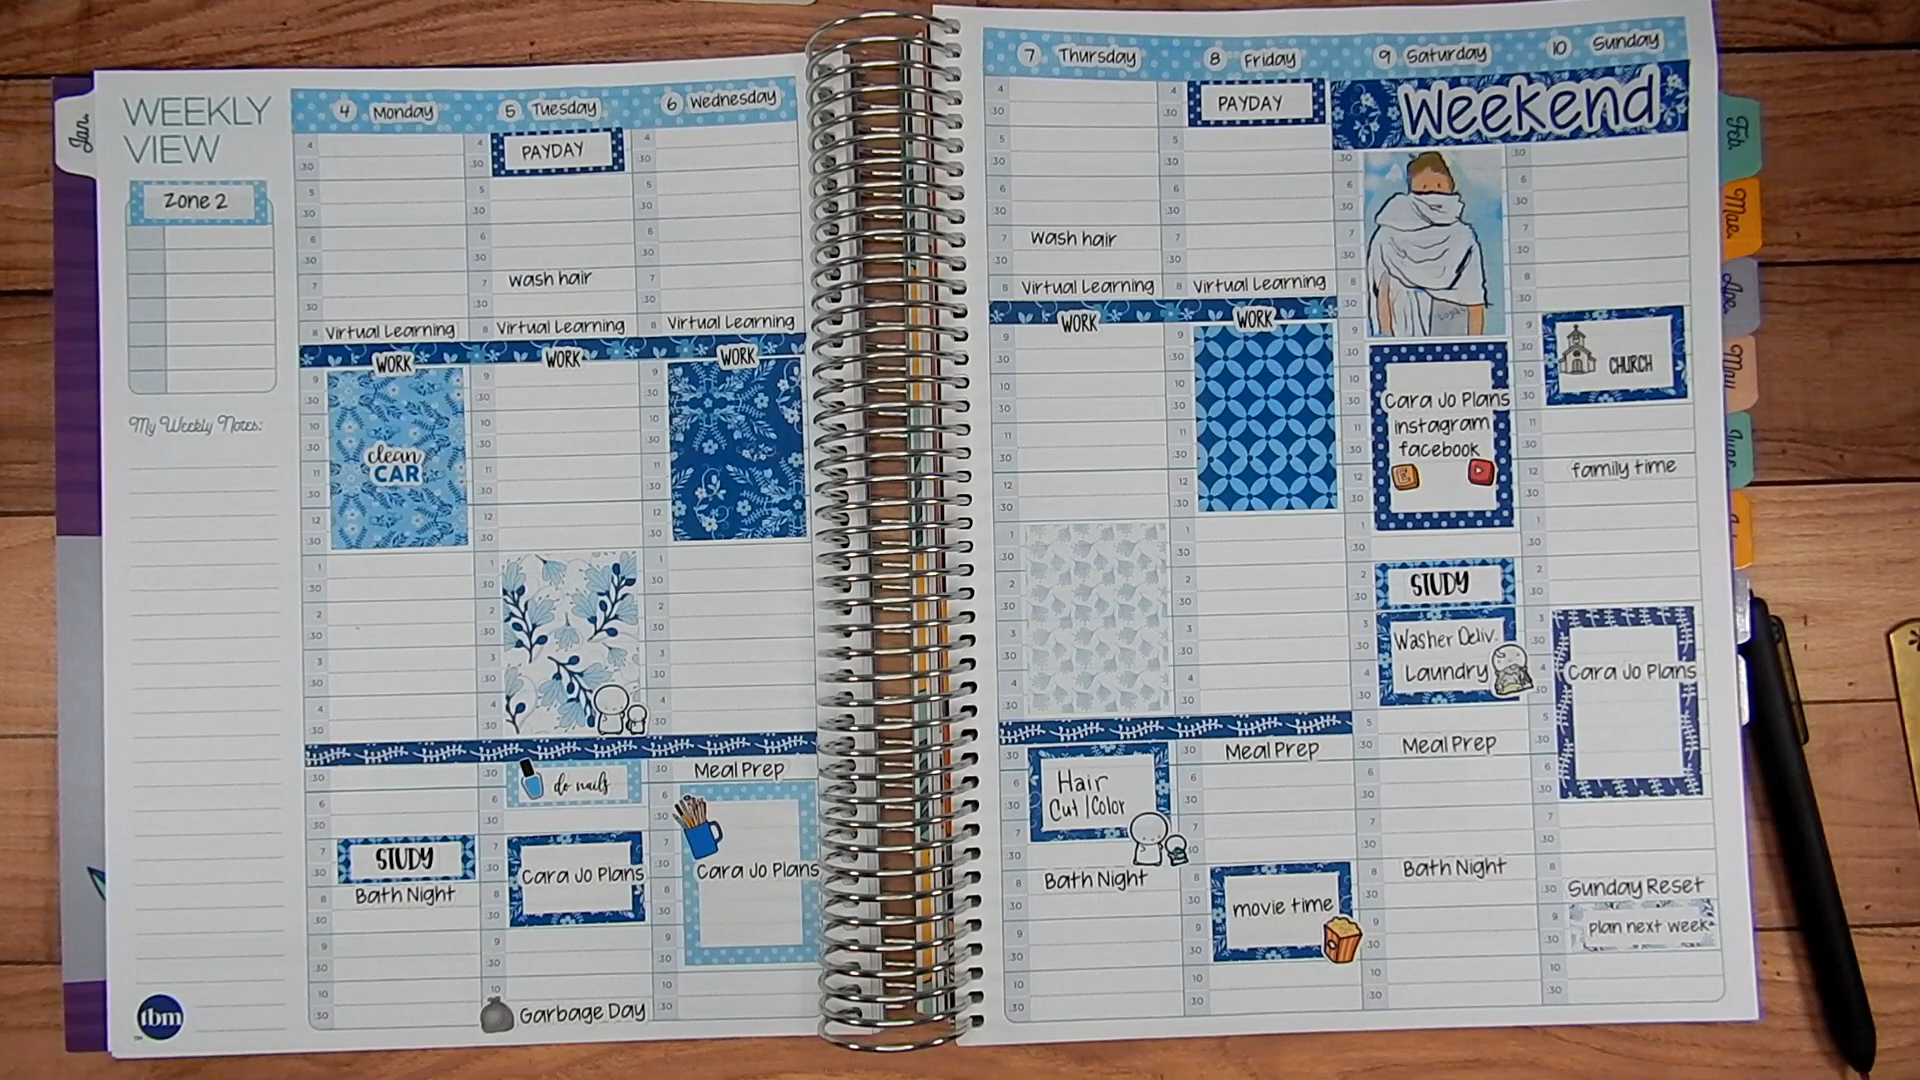 WEEKLY
VIEW
Jan.
Zone 2
My Weekly Notes:
tbm
4 Monday
Virtual Learning
WORK
clean
CAR
STUDY
Bath Night
5 Tuesday
PAYDAY
wash hair
Virtual Learning
WORK
do nails
Cara Jo Plans
Garbage Day
6 Wednesday
Virtual Learning
WORK
Meal Prep
Cara Jo Plans
7 Thursday
wash hair
Virtual Learning
WORK
Hair
Cut/Color
Bath Night
8 Friday
PAYDAY
Virtual Learning
WORK
Meal Prep
movie time
9 Saturday
Weekend
Cara Jo Plans
instagram
facebook
E
STUDY
Washer Deliv.
Laundry
Meal Prep
Bath Night
10 Sunday
CHURCH
family time
Cara Jo Plans
Sunday Reset
plan next week
Feb.
Mar.
Apr.
May
June